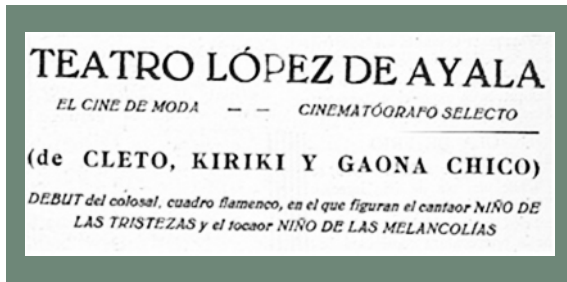 TEATRO LÓPEZ DE AYALA
EL CINE DE MODA — — CINEMATÓGRAFO SELECTO
(de CLETO, KIRIKI Y GAONA CHICO)
DEBUT del colosal, cuadro flamenco, en el que figuran el cantaor NIÑO DE
LAS TRISTEZAS y el tocaor NIÑO DE LAS MELANCOLÍAS